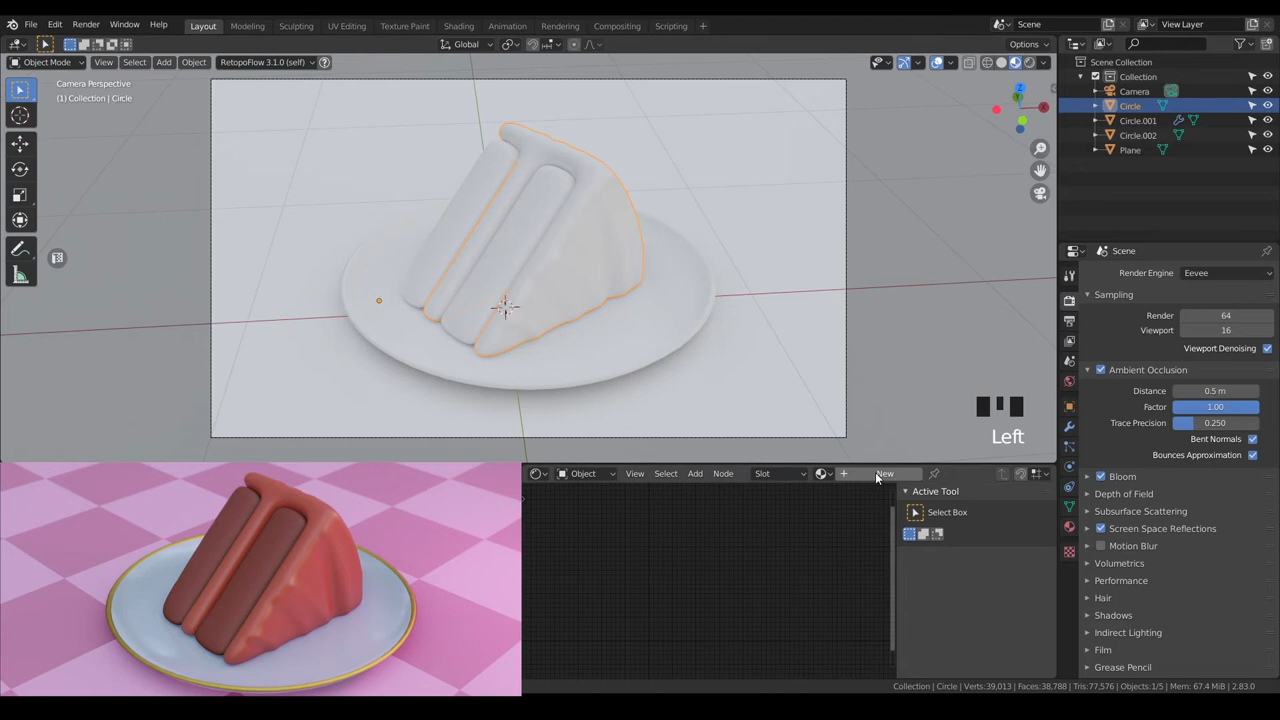 File Edit Render Window Help Layout Modeling Sculpting UV Editing Texture Paint Shading Animation Rendering Compositing Scripting + Scene View Layer
Global Options
Object Mode View Select Add Object RetopoFlow 3.1.0 (self) ?
Camera Perspective
(1) Collection | Circle
Z
Y
X
Left
Scene Collection
Collection
Camera
Circle
Circle.001
Circle.002
Plane
Scene
Render Engine Eevee
Sampling
Render 64
Viewport 16
Viewport Denoising
Ambient Occlusion
Distance 0.5 m
Factor 1.00
Trace Precision 0.250
Bent Normals
Bounces Approximation
Bloom
Depth of Field
Subsurface Scattering
Screen Space Reflections
Motion Blur
Volumetrics
Performance
Hair
Shadows
Indirect Lighting
Film
Grease Pencil
Object View Select Add Node Slot + New
Active Tool
Select Box
Collection | Circle | Verts:39,013 | Faces:38,788 | Tris:77,576 | Objects:1/5 | Mem: 67.4 MiB | 2.83.0